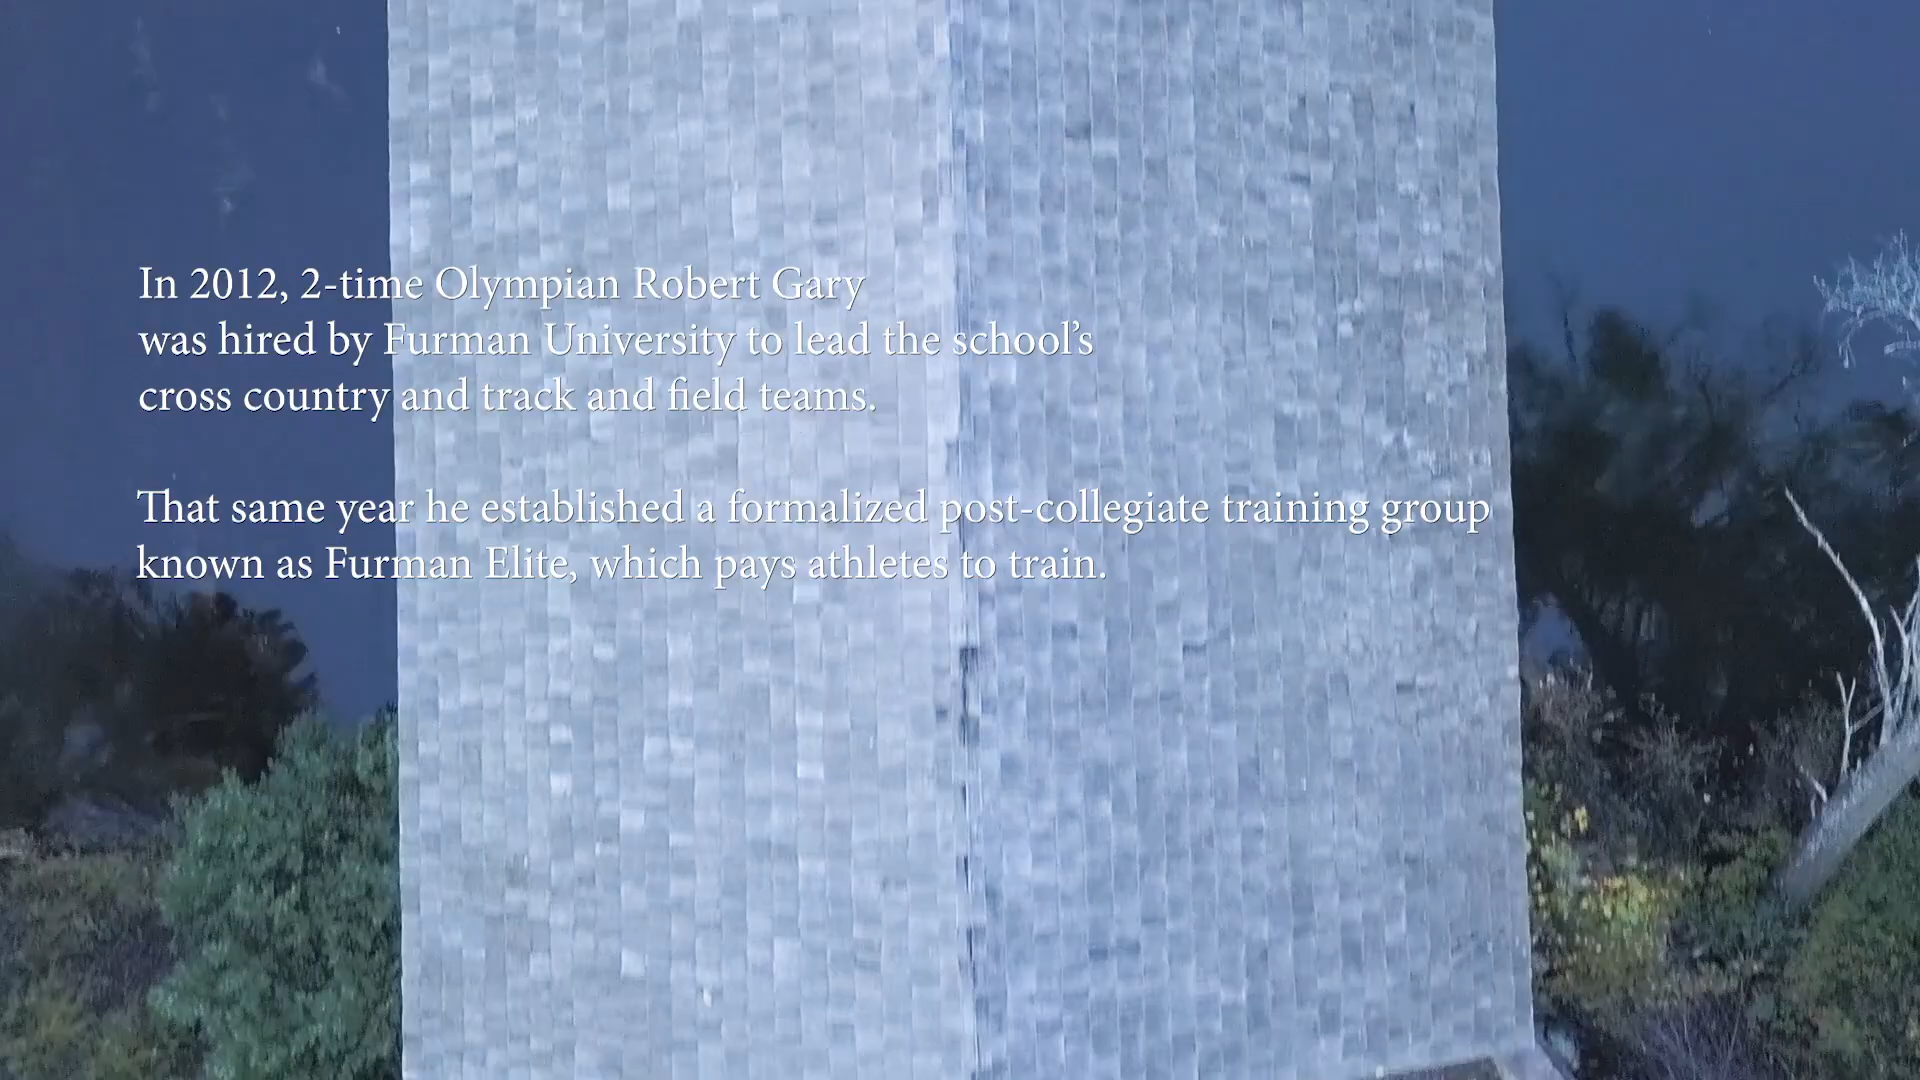 In 2012, 2-time Olympian Robert Gary
was hired by Furman University to lead the school’s
cross country and track and field teams.
That same year he established a formalized post-collegiate training group
known as Furman Elite, which pays athletes to train.